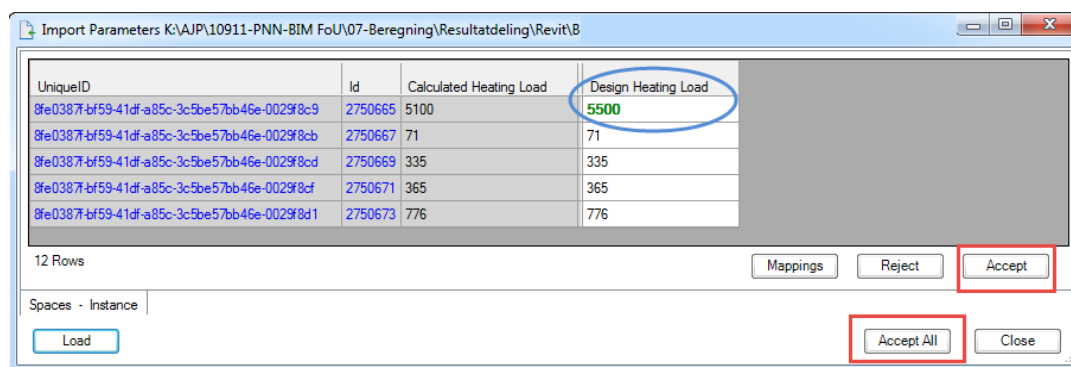 Import Parameters K:\AJP\10911-PNN-BIM FoU\07-Beregning\Resultatdeling\Revit\B
UniqueID Id Calculated Heating Load Design Heating Load
8fe0387f-bf59-41df-a85c-3c5be57bb46e-0029f8c9 2750665 5100 5500
8fe0387f-bf59-41df-a85c-3c5be57bb46e-0029f8cb 2750667 71 71
8fe0387f-bf59-41df-a85c-3c5be57bb46e-0029f8cd 2750669 335 335
8fe0387f-bf59-41df-a85c-3c5be57bb46e-0029f8cf 2750671 365 365
8fe0387f-bf59-41df-a85c-3c5be57bb46e-0029f8d1 2750673 776 776
12 Rows Mappings Reject Accept
Spaces - Instance
Load Accept All Close